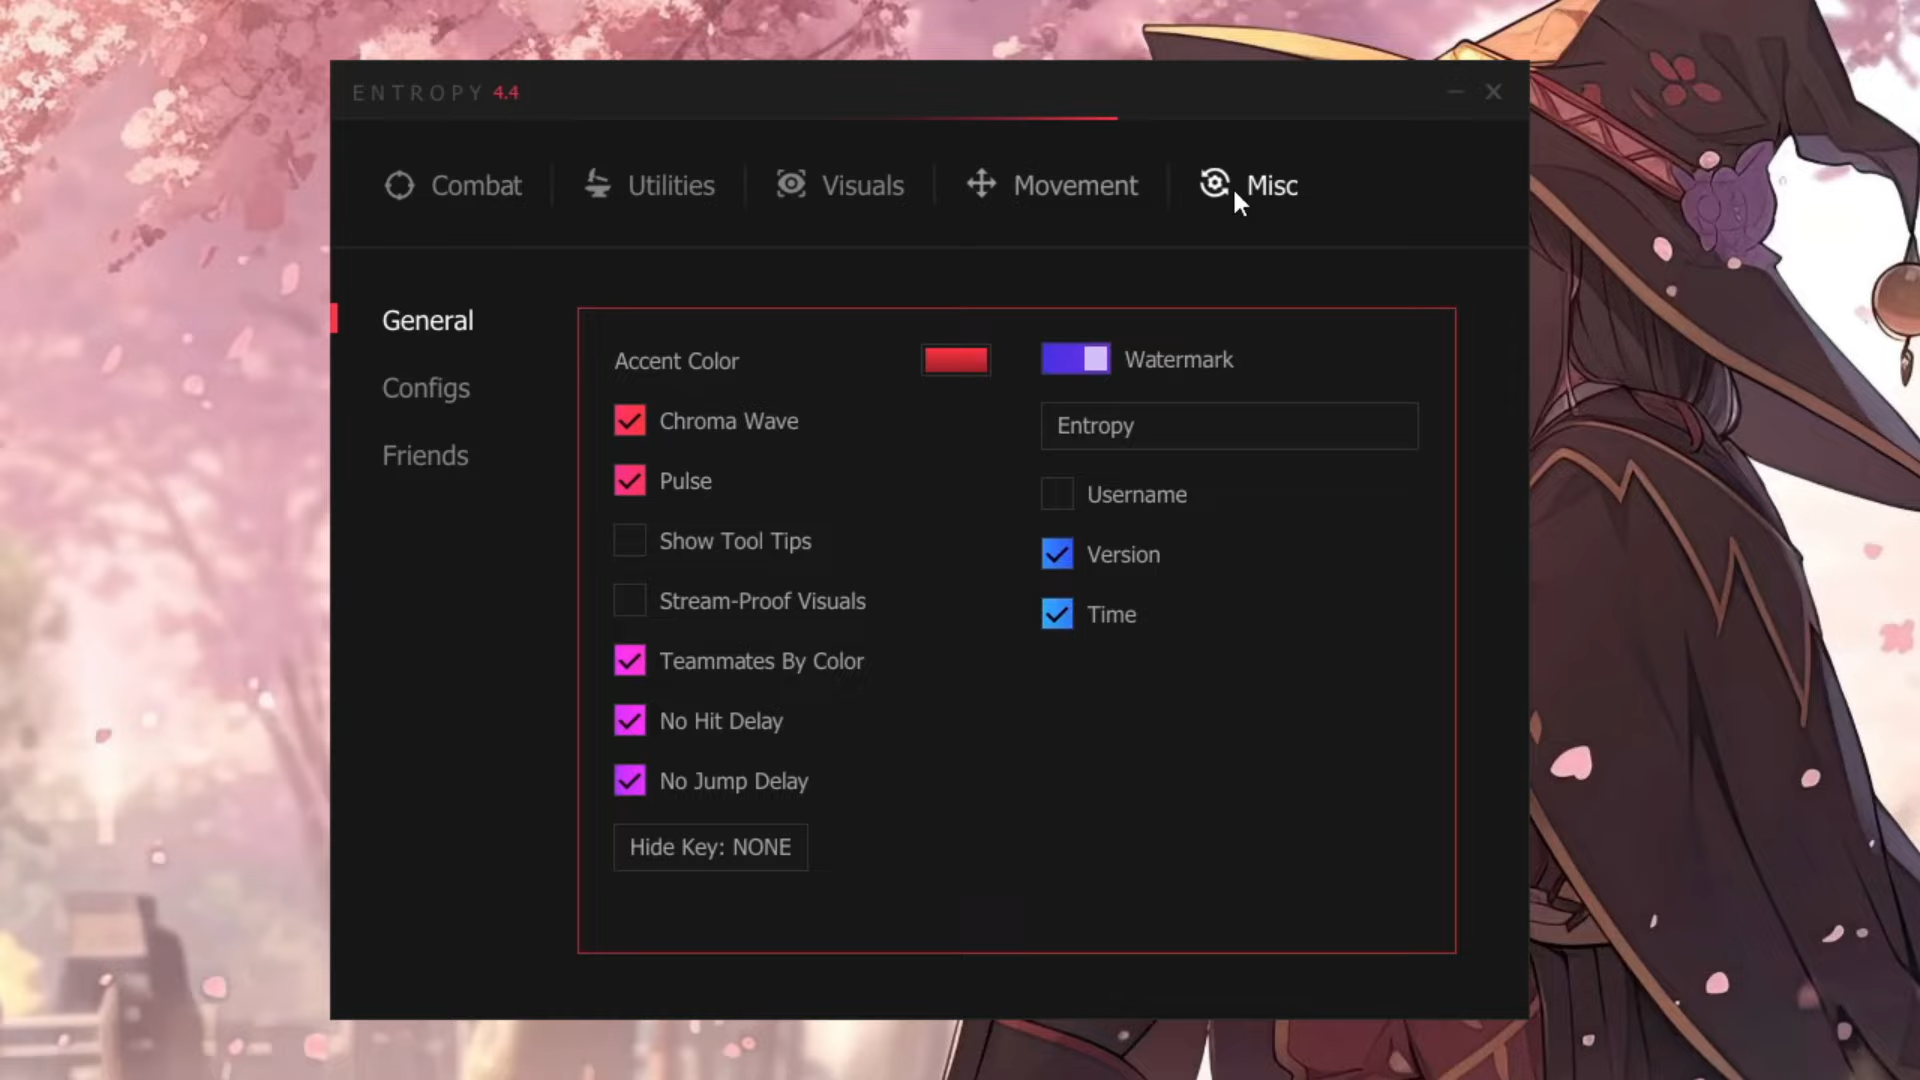 ENTROPY 4.4
Combat
Utilities
Visuals
Movement
Misc
General
Configs
Friends
Accent Color
Chroma Wave
Pulse
Show Tool Tips
Stream-Proof Visuals
Teammates By Color
No Hit Delay
No Jump Delay
Hide Key: NONE
Watermark
Entropy
Username
Version
Time